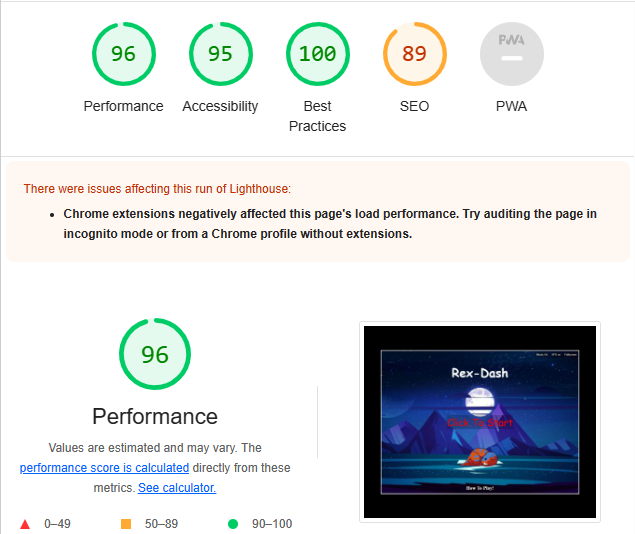 96
95
100
89
PWA
Performance
Accessibility
Best
Practices
SEO
PWA
There were issues affecting this run of Lighthouse:
• Chrome extensions negatively affected this page's load performance. Try auditing the page in
incognito mode or from a Chrome profile without extensions.
96
Performance
Values are estimated and may vary. The
performance score is calculated directly from these
metrics. See calculator.
0–49
50–89
90–100
Rex-Dash
Click To Start
How To Play!